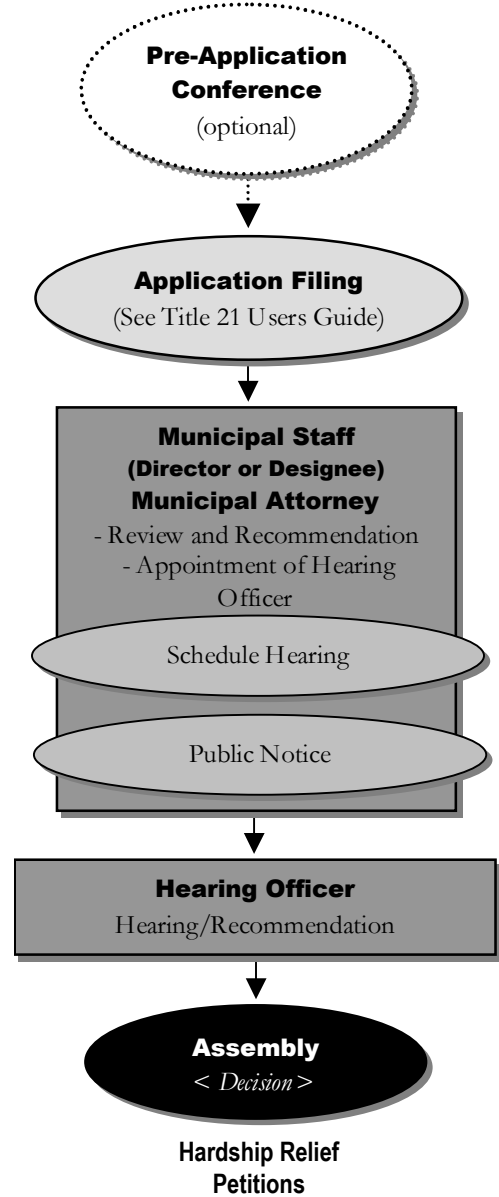 Pre-Application
Conference
(optional)
Application Filing
(See Title 21 Users Guide)
Municipal Staff
(Director or Designee)
Municipal Attorney
- Review and Recommendation
- Appointment of Hearing
Officer
Schedule Hearing
Public Notice
Hearing Officer
Hearing/Recommendation
Assembly
< Decision >
Hardship Relief
Petitions